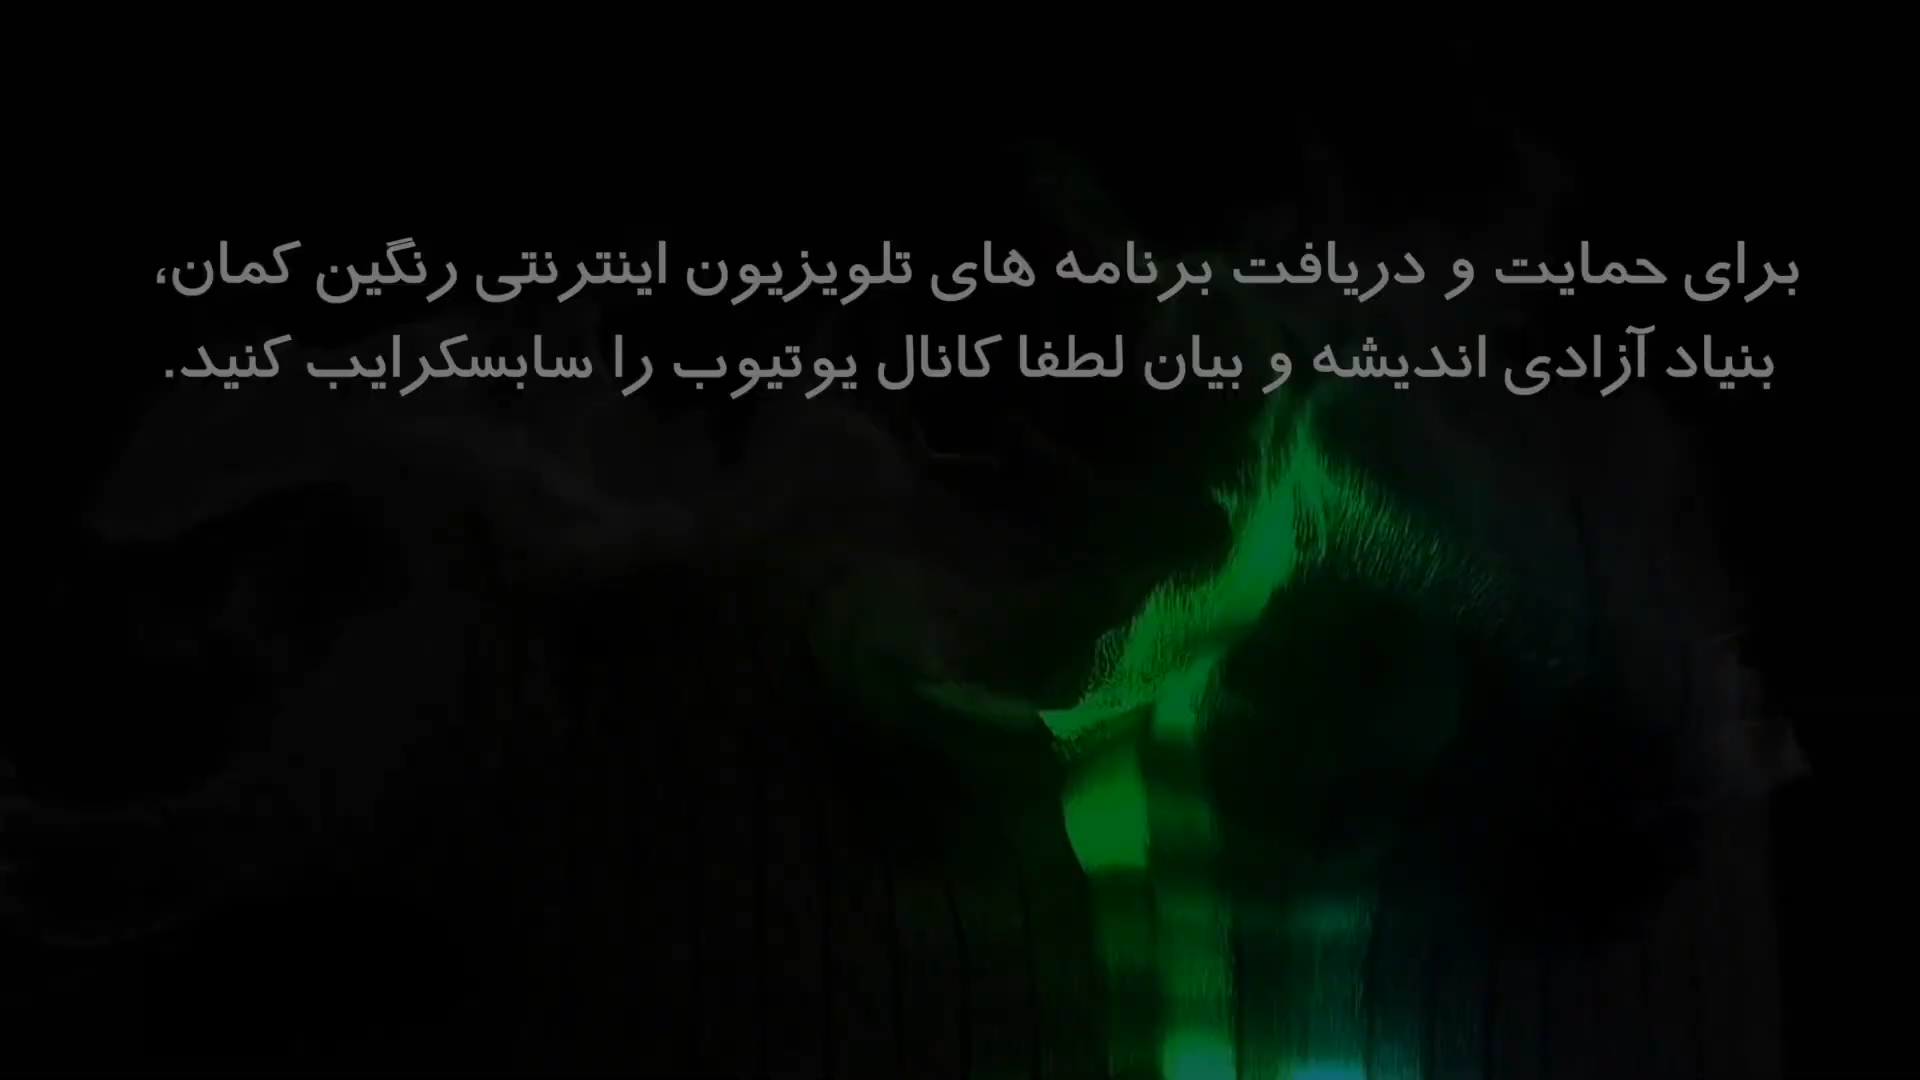 برای حمایت و دریافت برنامه های تلویزیون اینترنتی رنگین کمان،
بنیاد آزادی اندیشه و بیان لطفا کانال یوتیوب را سابسکرایب کنید.